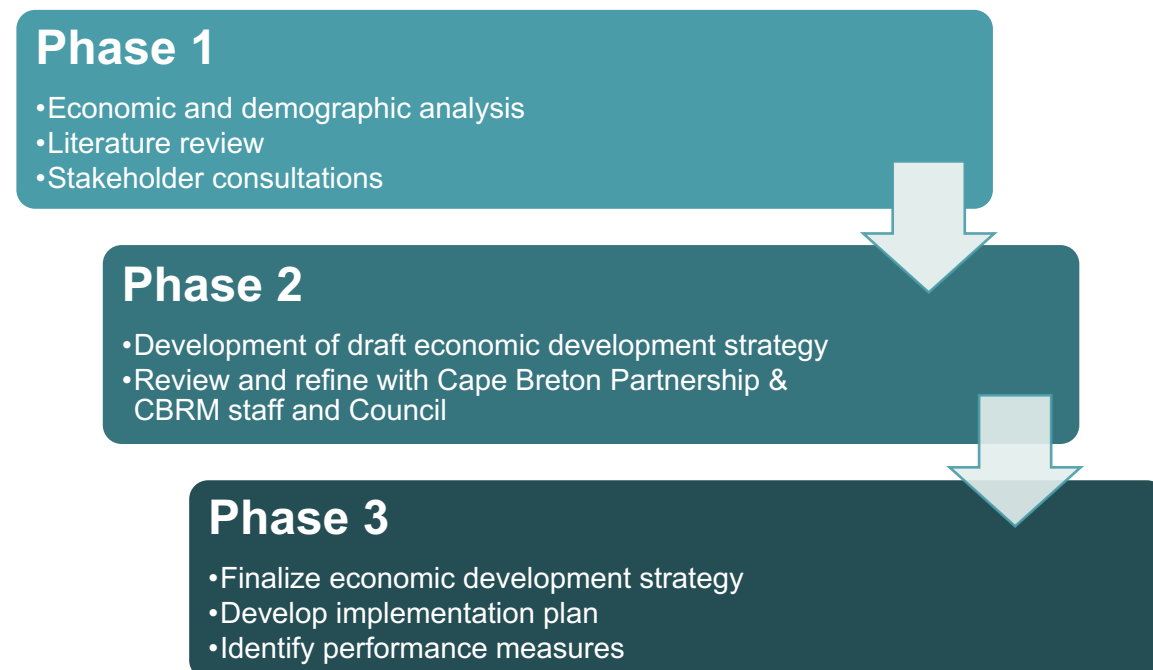 Phase 1
•Economic and demographic analysis
•Literature review
•Stakeholder consultations
Phase 2
•Development of draft economic development strategy
•Review and refine with Cape Breton Partnership &
CBRM staff and Council
Phase 3
•Finalize economic development strategy
•Develop implementation plan
•Identify performance measures